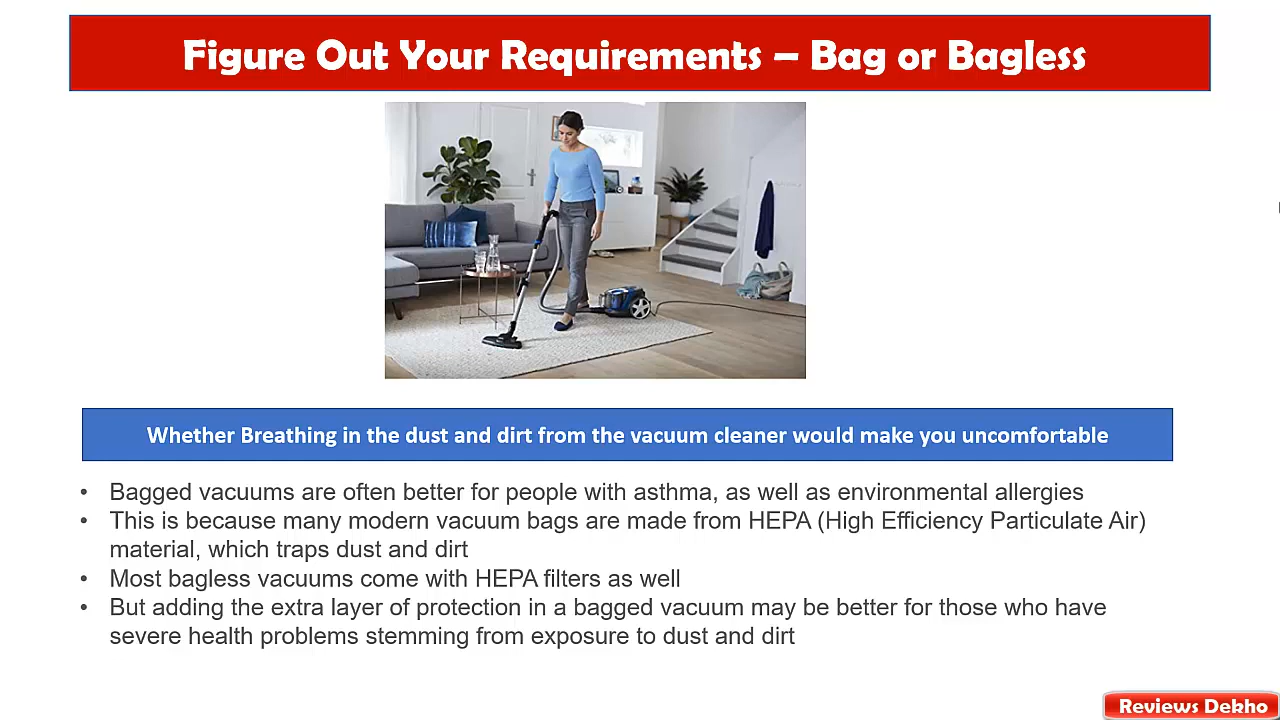 Figure Out Your Requirements – Bag or Bagless
Whether Breathing in the dust and dirt from the vacuum cleaner would make you uncomfortable
• Bagged vacuums are often better for people with asthma, as well as environmental allergies
• This is because many modern vacuum bags are made from HEPA (High Efficiency Particulate Air)
material, which traps dust and dirt
• Most bagless vacuums come with HEPA filters as well
• But adding the extra layer of protection in a bagged vacuum may be better for those who have
severe health problems stemming from exposure to dust and dirt
Reviews Dekho